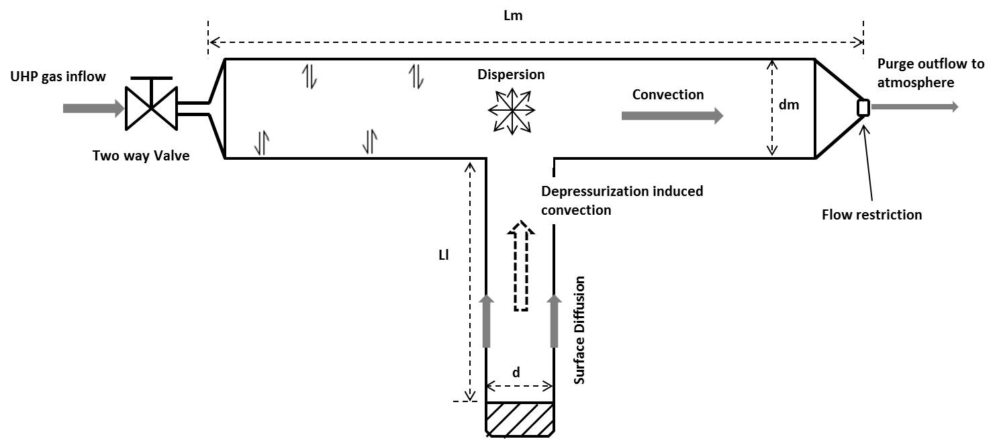 Lm
UHP gas inflow
Two way Valve
Dispersion
Convection
dm
Purge outflow to
atmosphere
Flow restriction
Depressurization induced
convection
Ll
Surface Diffusion
d